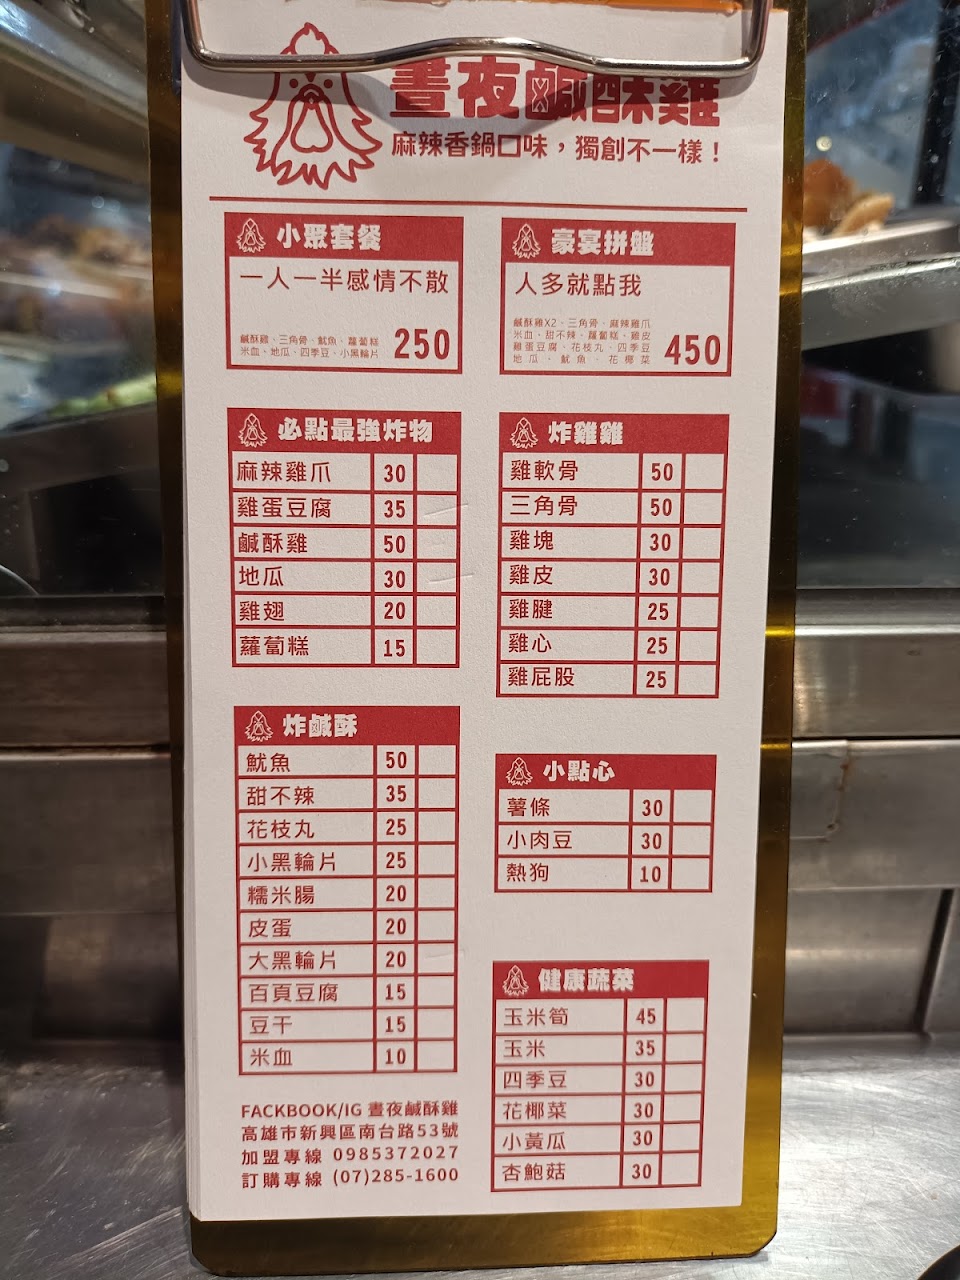 晝夜鹹酥雞
麻辣香鍋口味，獨創不一樣！
小聚套餐
一人一半感情不散
鹹酥雞、三角骨、魷魚、蘿蔔糕
米血、地瓜、四季豆、小黑輪片
250
豪宴拼盤
人多就點我
鹹酥雞X2、三角骨、麻辣雞爪
米血、甜不辣、蘿蔔糕、雞皮
雞蛋豆腐、花枝丸、四季豆
地瓜、魷魚、花椰菜
450
必點最強炸物
麻辣雞爪 30
雞蛋豆腐 35
鹹酥雞 50
地瓜 30
雞翅 20
蘿蔔糕 15
炸雞雞
雞軟骨 50
三角骨 50
雞塊 30
雞皮 30
雞腱 25
雞心 25
雞屁股 25
炸鹹酥
魷魚 50
甜不辣 35
花枝丸 25
小黑輪片 25
糯米腸 20
皮蛋 20
大黑輪片 20
百頁豆腐 15
豆干 15
米血 10
小點心
薯條 30
小肉豆 30
熱狗 10
健康蔬菜
玉米筍 45
玉米 35
四季豆 30
花椰菜 30
小黃瓜 30
杏鮑菇 30
FACKBOOK/IG 晝夜鹹酥雞
高雄市新興區南台路53號
加盟專線 0985372027
訂購專線 (07)285-1600